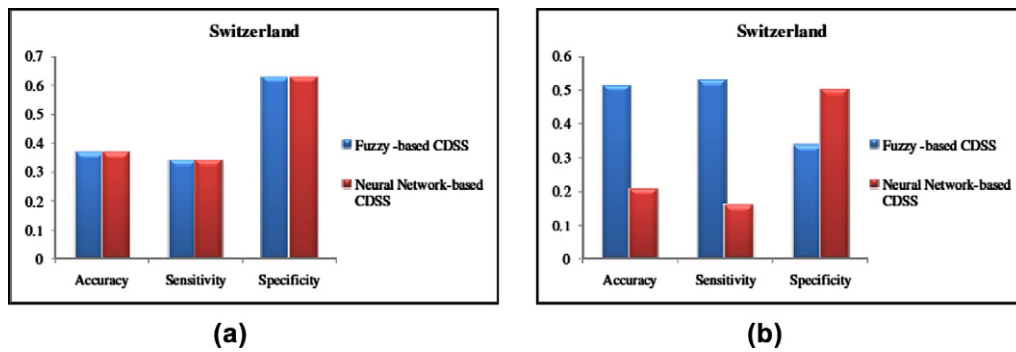 Switzerland
0.7
0.6
0.5
0.4
0.3
0.2
0.1
0
Accuracy Sensitivity Specificity
Fuzzy -based CDSS
Neural Network-based
CDSS
(a)
Switzerland
0.6
0.5
0.4
0.3
0.2
0.1
0
Accuracy Sensitivity Specificity
Fuzzy-based CDSS
Neural Network-based
CDSS
(b)